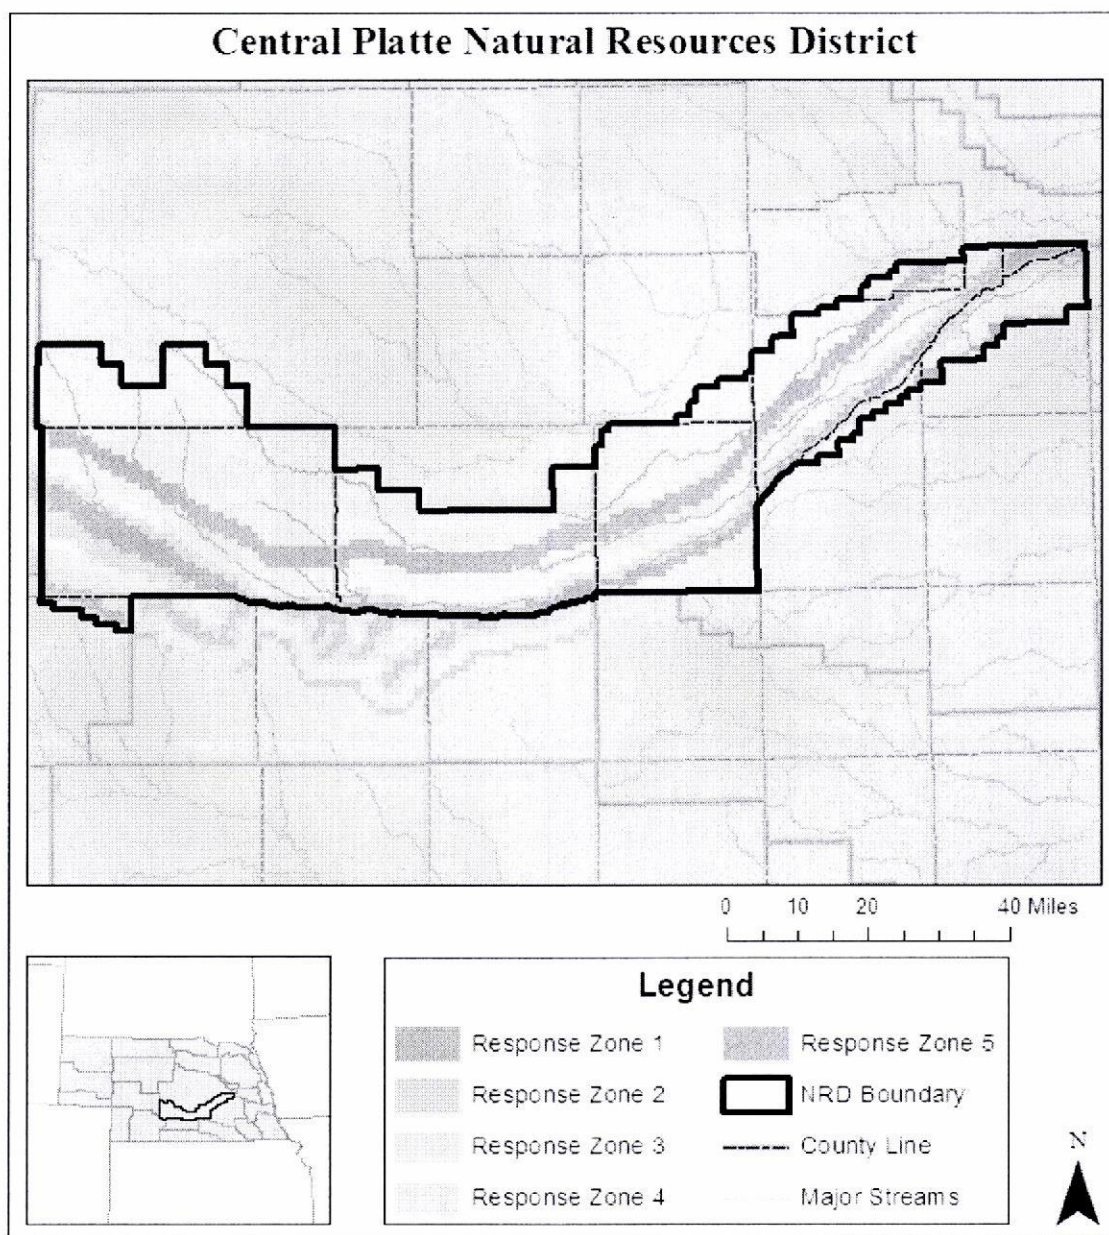 Central Platte Natural Resources District
0 10 20 40 Miles
Legend
Response Zone 1
Response Zone 2
Response Zone 3
Response Zone 4
Response Zone 5
NRD Boundary
County Line
Major Streams
N